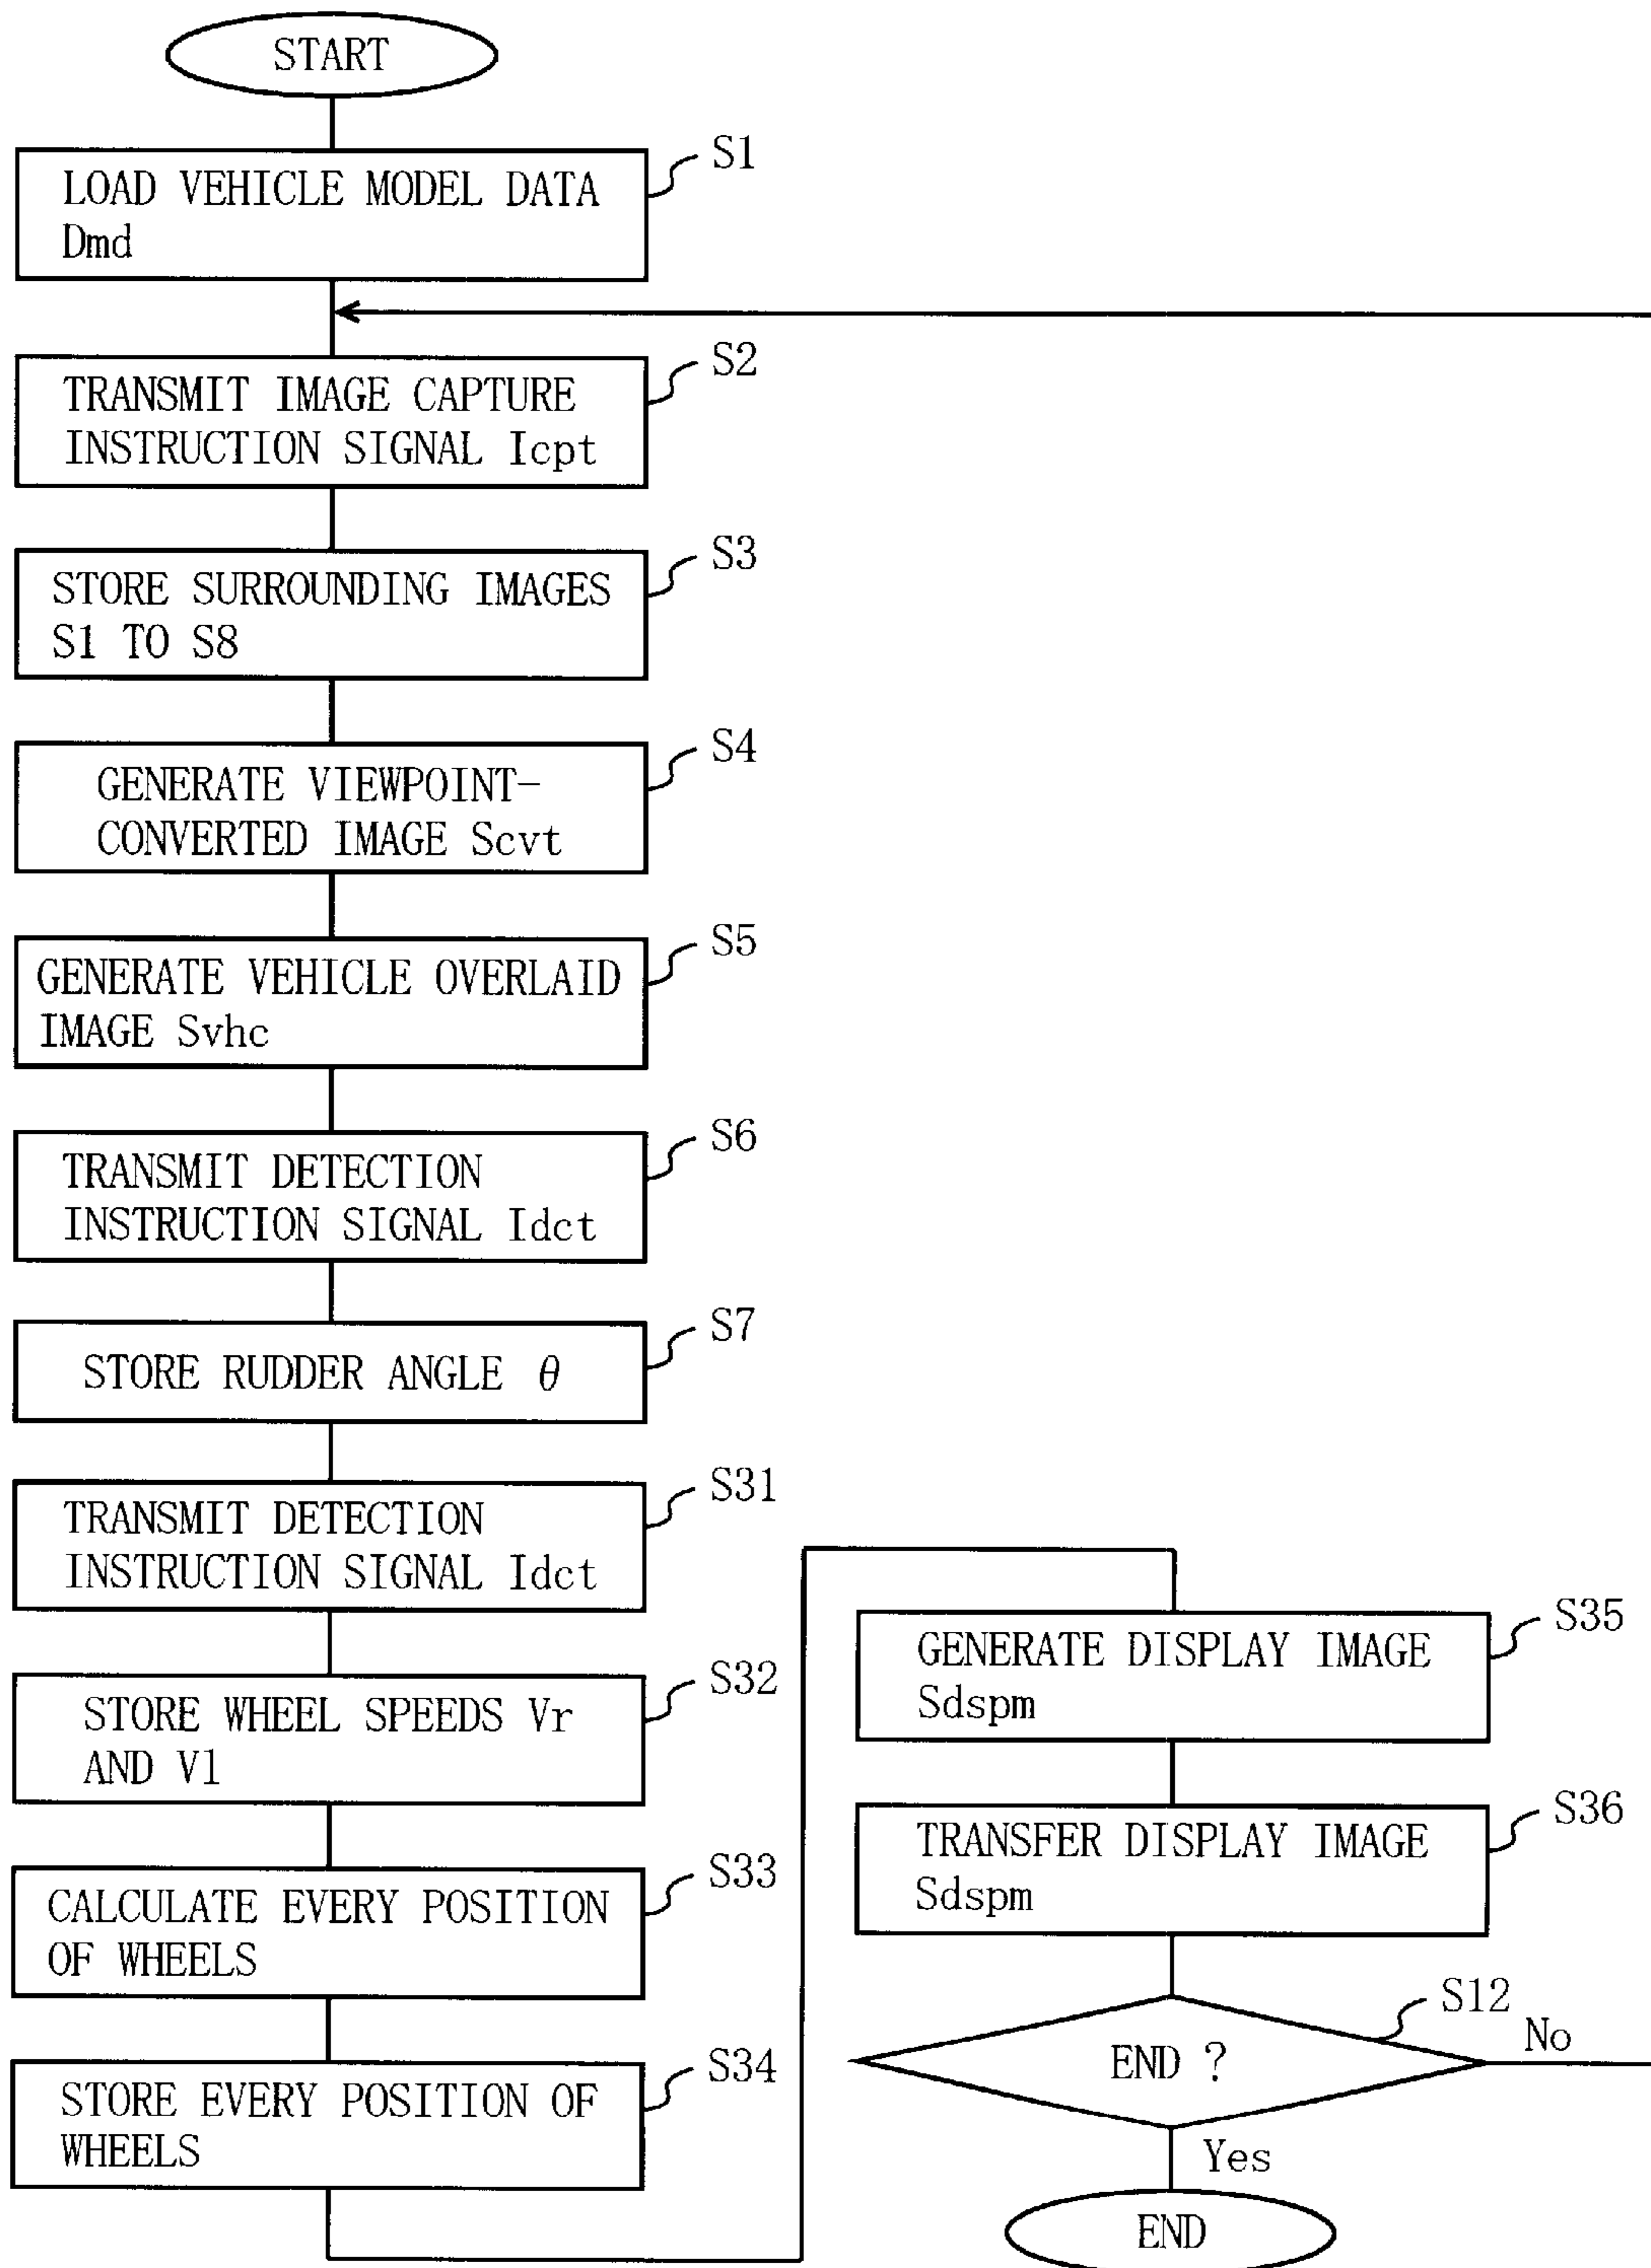 START
S1
LOAD VEHICLE MODEL DATA
Dmd
S2
TRANSMIT IMAGE CAPTURE
INSTRUCTION SIGNAL Icpt
S3
STORE SURROUNDING IMAGES
S1 TO S8
S4
GENERATE VIEWPOINT-
CONVERTED IMAGE Scvt
S5
GENERATE VEHICLE OVERLAID
IMAGE Svhc
S6
TRANSMIT DETECTION
INSTRUCTION SIGNAL Idct
S7
STORE RUDDER ANGLE θ
S31
TRANSMIT DETECTION
INSTRUCTION SIGNAL Idct
S32
STORE WHEEL SPEEDS Vr
AND Vl
S33
CALCULATE EVERY POSITION
OF WHEELS
S34
STORE EVERY POSITION OF
WHEELS
S35
GENERATE DISPLAY IMAGE
Sdspm
S36
TRANSFER DISPLAY IMAGE
Sdspm
S12
END ?
No
Yes
END